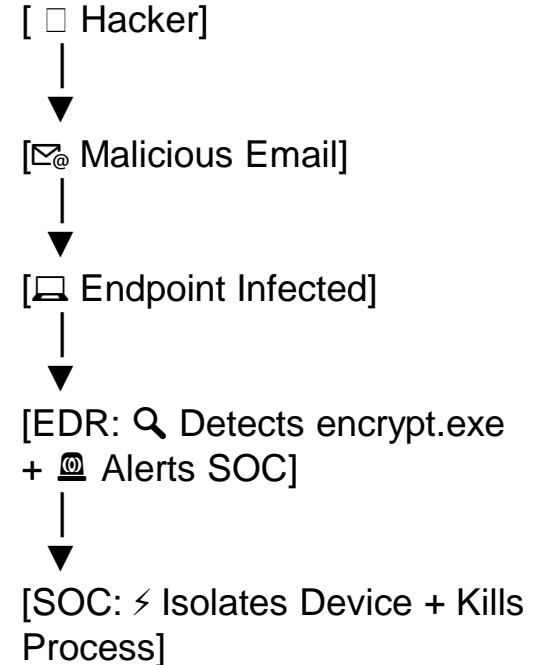 [ □ Hacker]
│
▼
[📧 Malicious Email]
│
▼
[💻 Endpoint Infected]
│
▼
[EDR: 🔍 Detects encrypt.exe
+ 🚨 Alerts SOC]
│
▼
[SOC: ⚡ Isolates Device + Kills
Process]